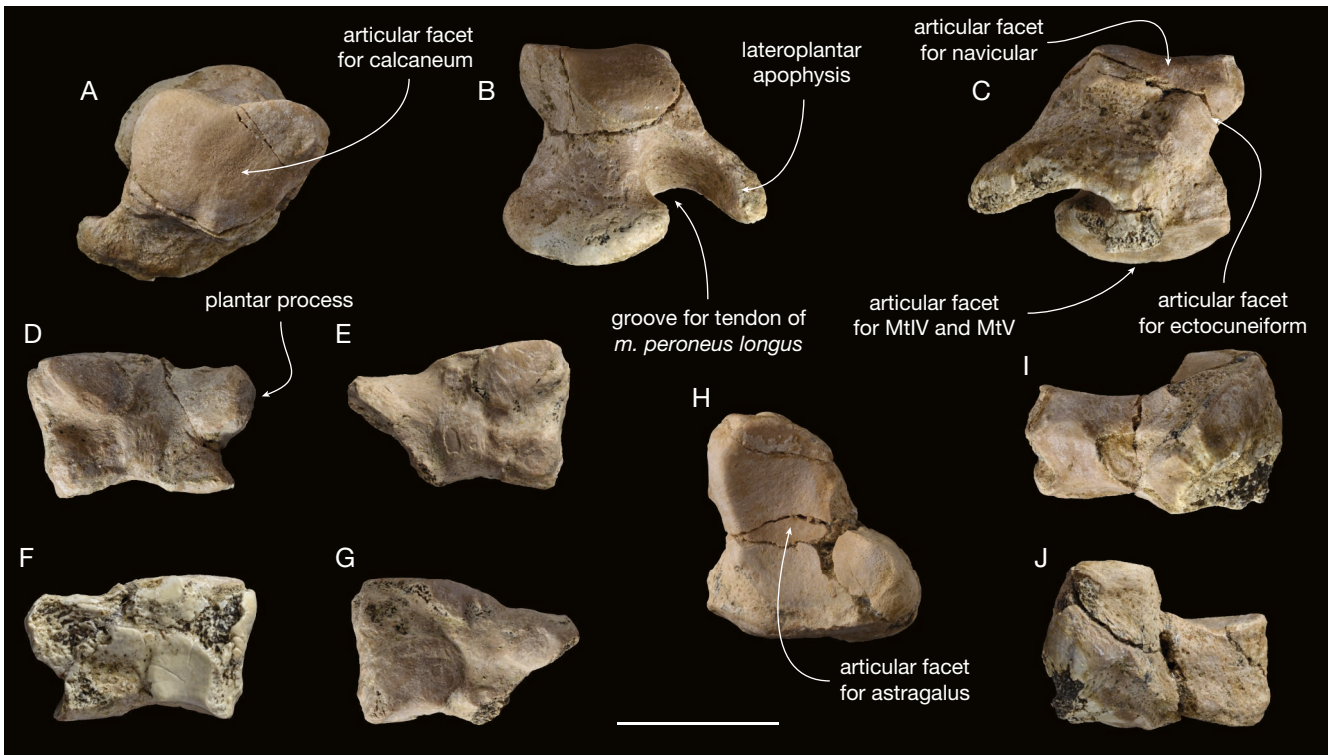 articular facet
for calcaneum
A
B
lateroplantar
apophysis
articular facet
for navicular
C
plantar process
groove for tendon of
m. peroneus longus
articular facet
for MtIV and MtV
articular facet
for ectocuneiform
D
E
H
I
F
G
J
articular facet
for astragalus